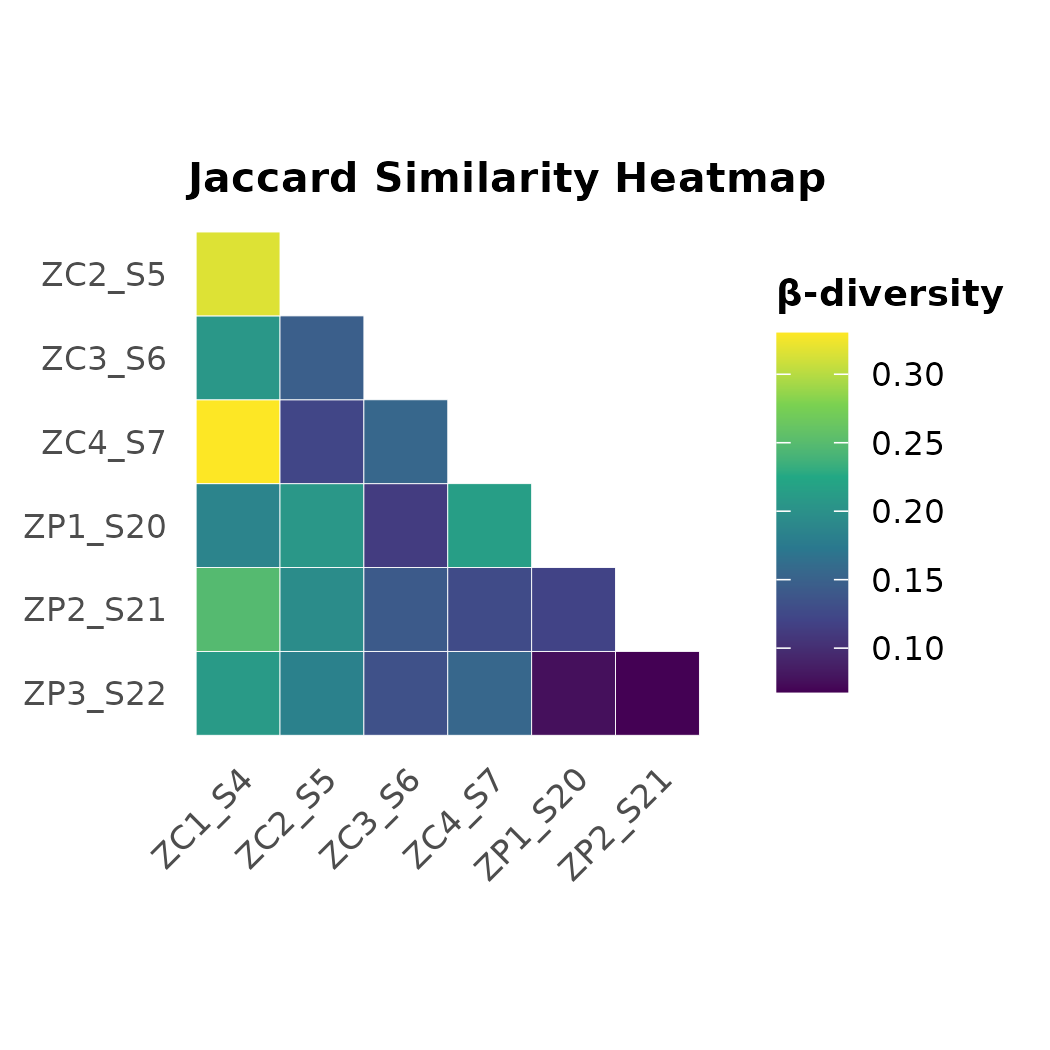 Jaccard Similarity Heatmap
ZC2_S5
ZC3_S6
ZC4_S7
ZP1_S20
ZP2_S21
ZP3_S22
ZC1_S4
ZC2_S5
ZC3_S6
ZC4_S7
ZP1_S20
ZP2_S21
β-diversity
0.30
0.25
0.20
0.15
0.10